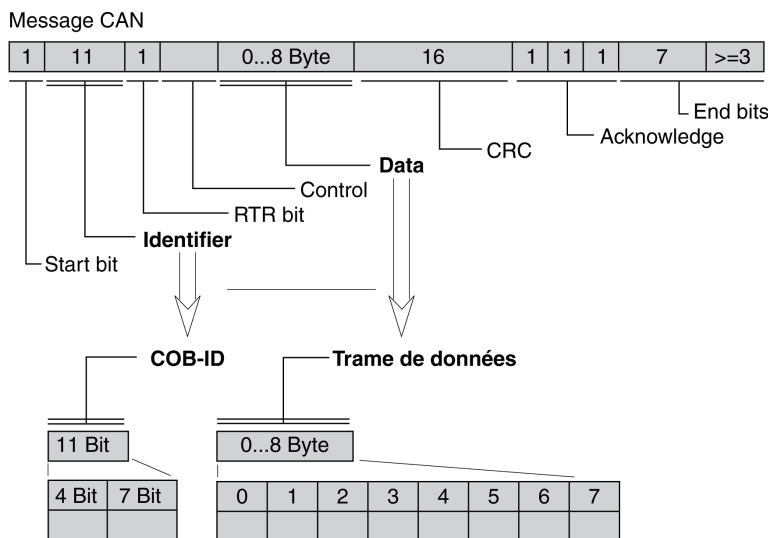 Message CAN
1 11 1 0...8 Byte 16 1 1 1 7 >=3
End bits
Acknowledge
CRC
Data
Control
RTR bit
Identifier
Start bit
COB-ID Trame de données
11 Bit 0...8 Byte
4 Bit 7 Bit 0 1 2 3 4 5 6 7